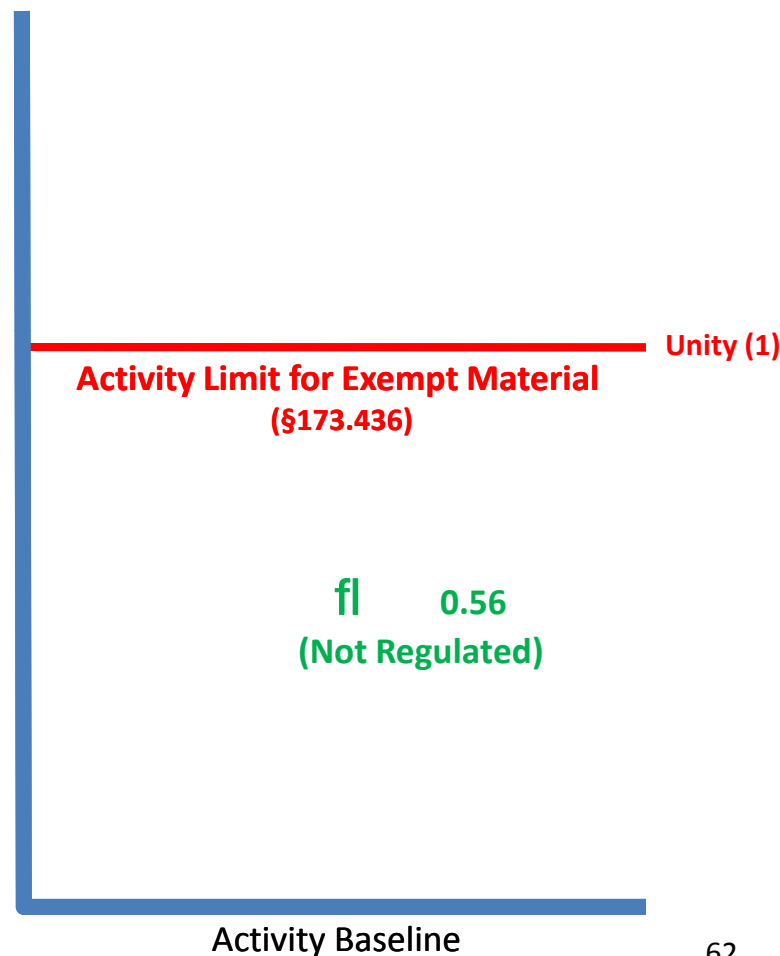 Unity (1)
Activity Limit for Exempt Material
(§173.436)
fl 0.56
(Not Regulated)
Activity Baseline
62